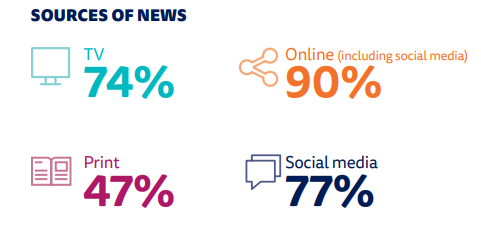 SOURCES OF NEWS
TV
74%
Online (including social media)
90%
Print
47%
Social media
77%